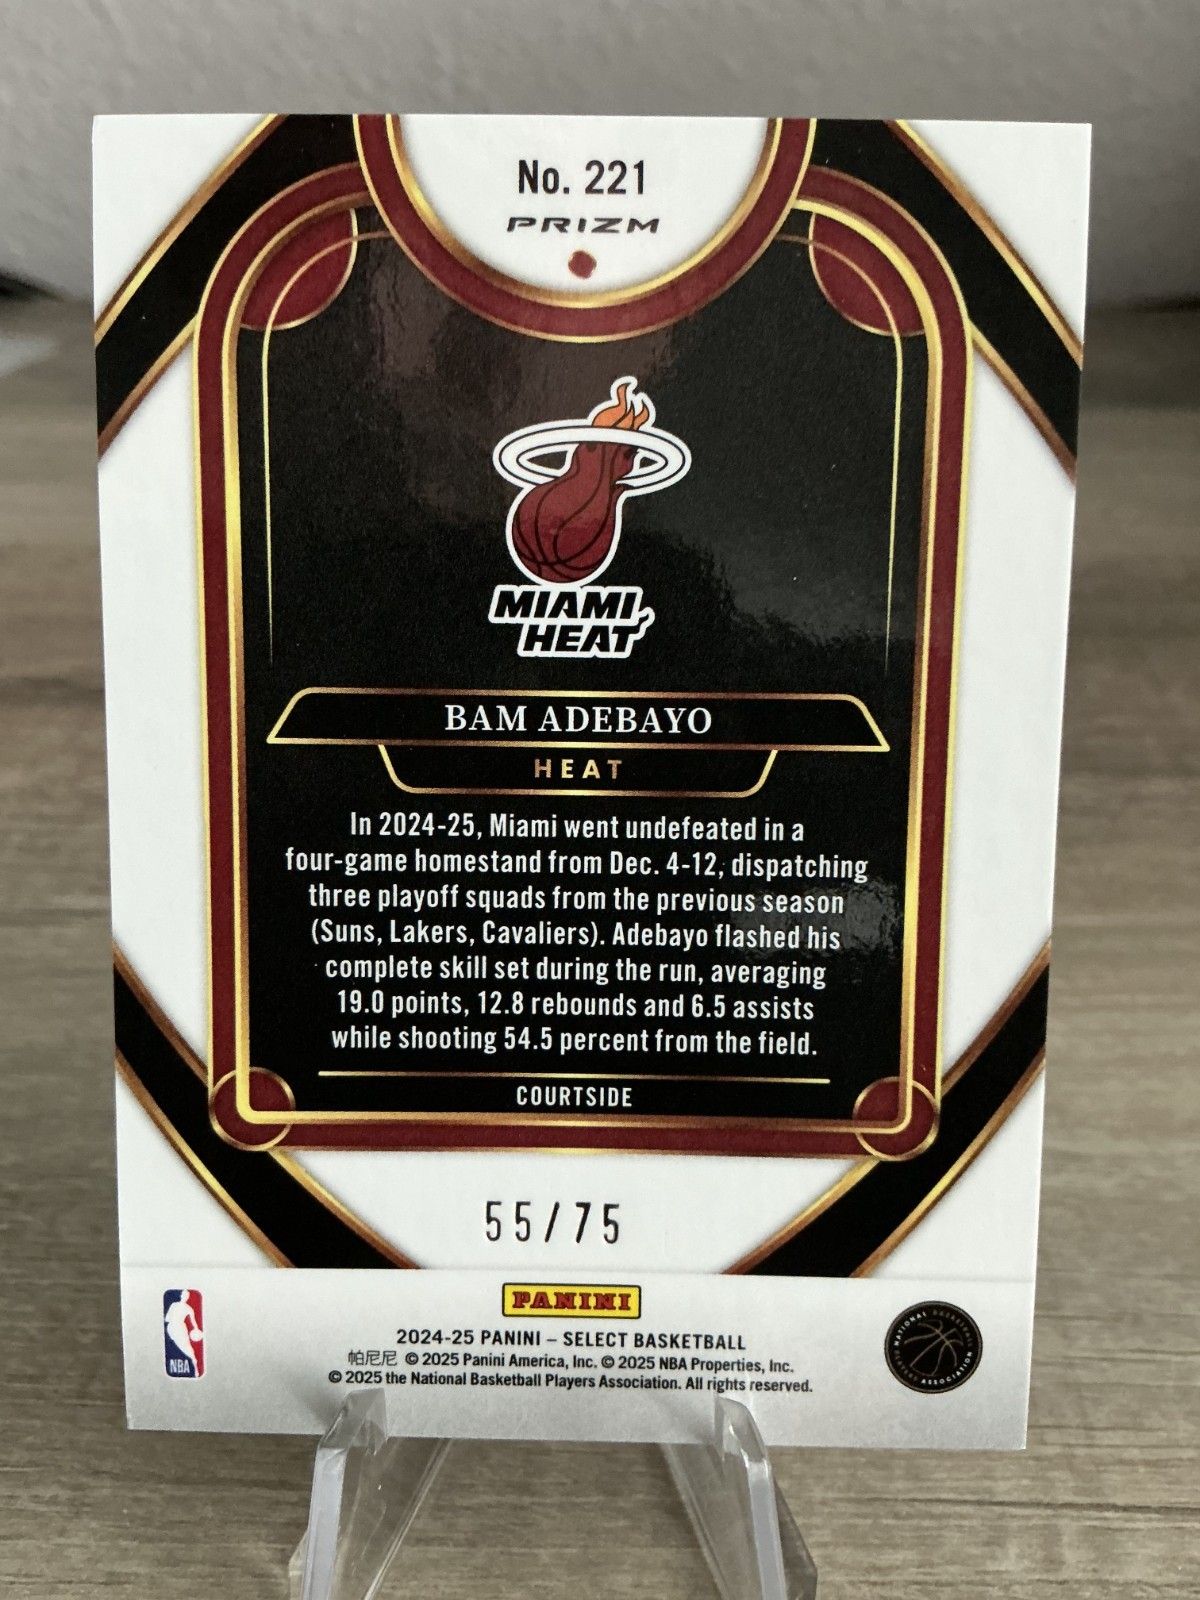 No. 221
PRIZM
MIAMI
HEAT
BAM ADEBAYO
HEAT
In 2024-25, Miami went undefeated in a
four-game homestand from Dec. 4-12, dispatching
three playoff squads from the previous season
(Suns, Lakers, Cavaliers). Adebayo flashed his
complete skill set during the run, averaging
19.0 points, 12.8 rebounds and 6.5 assists
while shooting 54.5 percent from the field.
COURTSIDE
55/75
PANINI
2024-25 PANINI – SELECT BASKETBALL
帕尼尼 © 2025 Panini America, Inc. © 2025 NBA Properties, Inc.
© 2025 the National Basketball Players Association. All rights reserved.
NBA
NATIONAL BASKETBALL
PLAYERS ASSOCIATION